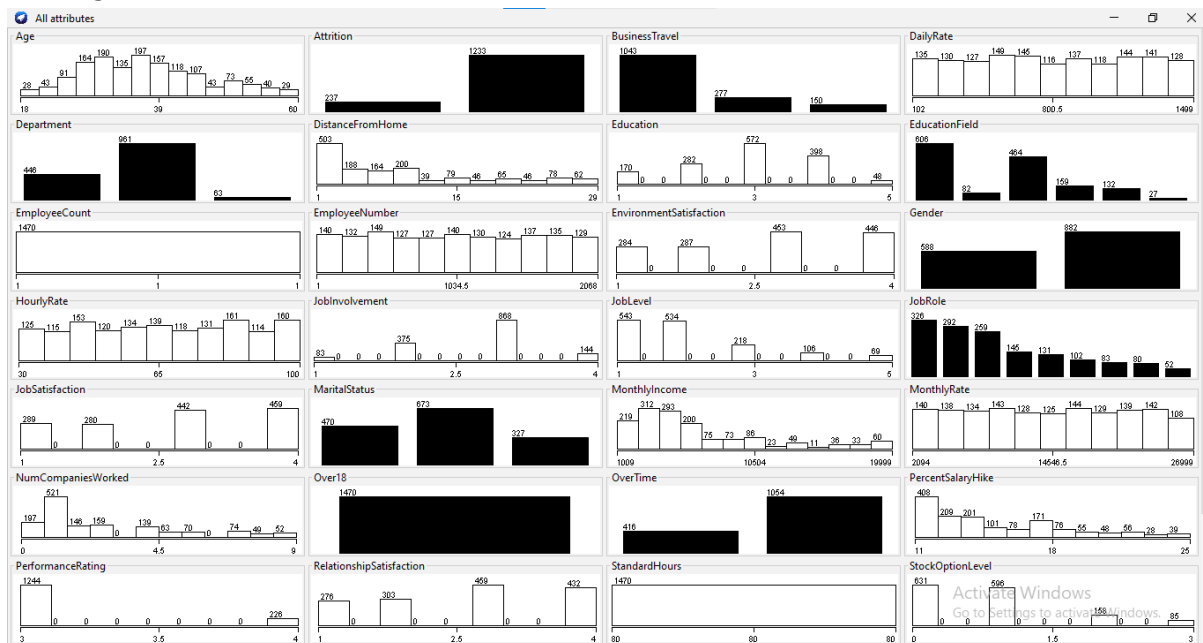 All attributes
Age
28 43 91 164 190 135 197 157 118 107 43 73 55 40 29
18 39 60
Attrition
237 1233
BusinessTravel
1043 277 150
DailyRate
135 130 127 149 145 116 137 118 144 141 128
102 800.5 1499
Department
446 961 63
DistanceFromHome
503 188 164 200 39 79 46 65 46 78 62
1 15 29
Education
170 0 0 282 0 0 572 0 0 398 0 0 48
1 3 5
EducationField
606 82 464 159 132 27
EmployeeCount
1470
1 1 1
EmployeeNumber
140 132 149 127 127 140 130 124 137 135 129
1 1034.5 2068
EnvironmentSatisfaction
284 0 287 0 0 453 0 0 446
1 2.5 4
Gender
588 882
HourlyRate
125 115 153 120 134 139 118 131 161 114 160
30 65 100
JobInvolvement
83 0 0 0 375 0 0 0 868 0 0 0 144
1 2.5 4
JobLevel
543 0 534 0 0 218 0 0 106 0 69
1 3 5
JobRole
326 292 259 145 131 102 83 80 52
JobSatisfaction
289 0 280 0 0 442 0 0 459
1 2.5 4
MaritalStatus
470 673 327
MonthlyIncome
219 312 293 200 75 73 86 23 49 11 36 33 60
1009 10504 19999
MonthlyRate
140 138 134 143 128 125 144 129 139 142 108
2094 14546.5 26999
NumCompaniesWorked
197 521 146 159 0 139 63 70 0 74 49 52
0 4.5 9
Over18
1470
OverTime
416 1054
PercentSalaryHike
408 209 201 101 78 171 76 55 48 56 28 39
11 18 25
PerformanceRating
1244 0 0 0 0 0 0 226
3 3.5 4
RelationshipSatisfaction
276 0 303 0 0 459 0 0 432
1 2.5 4
StandardHours
1470
80 80 80
StockOptionLevel
631 0 0 596 0 0 0 158 0 0 85
0 1.5 3
Activate Windows
Go to Settings to activate Windows.